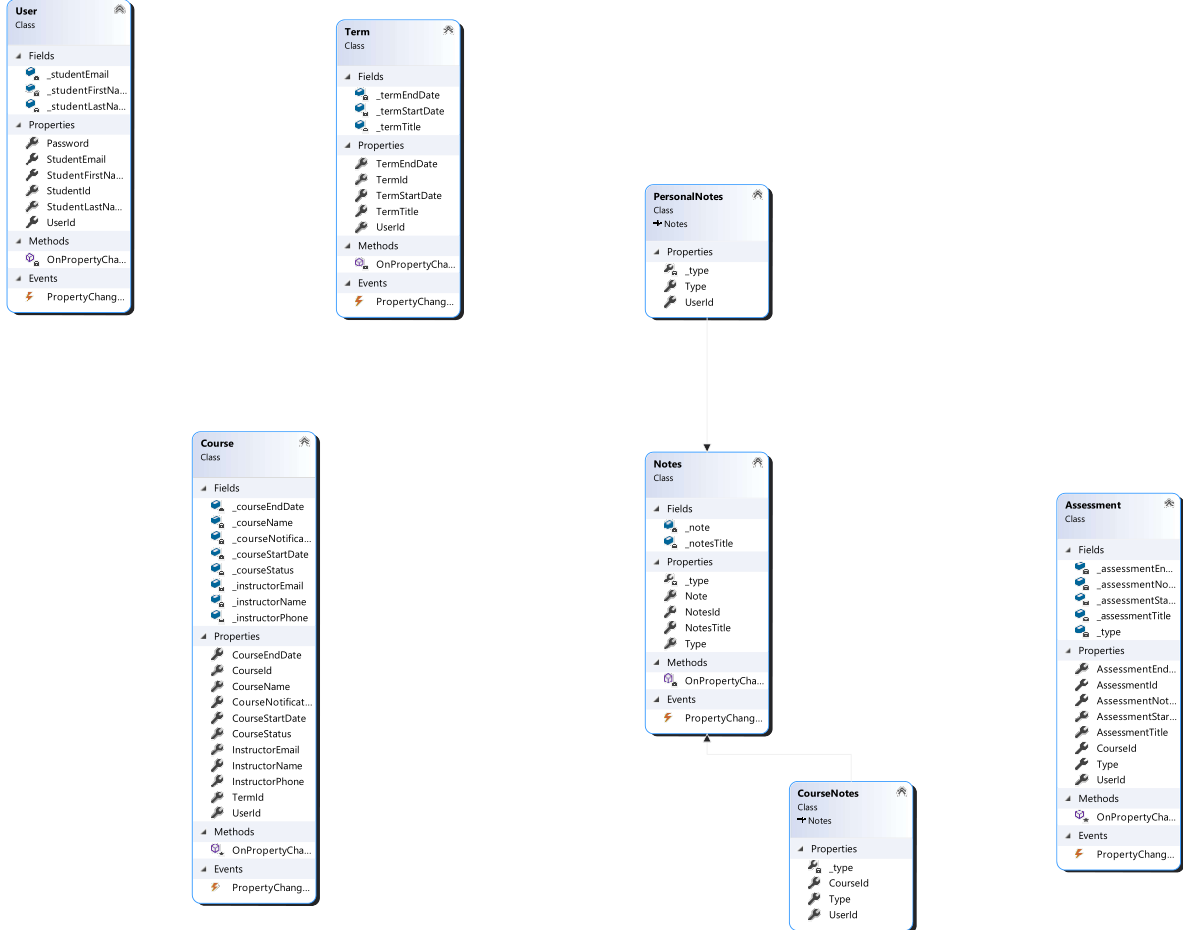 User
Class
Fields
_studentEmail
_studentFirstNa...
_studentLastNa...
Properties
Password
StudentEmail
StudentFirstNa...
StudentId
StudentLastNa...
UserId
Methods
OnPropertyCha...
Events
PropertyChang...
Term
Class
Fields
_termEndDate
_termStartDate
_termTitle
Properties
TermEndDate
TermId
TermStartDate
TermTitle
UserId
Methods
OnPropertyCha...
Events
PropertyChang...
PersonalNotes
Class
Notes
Properties
_type
Type
UserId
Course
Class
Fields
_courseEndDate
_courseName
_courseNotifica...
_courseStartDate
_courseStatus
_instructorEmail
_instructorName
_instructorPhone
Properties
CourseEndDate
CourseId
CourseName
CourseNotificat...
CourseStartDate
CourseStatus
InstructorEmail
InstructorName
InstructorPhone
TermId
UserId
Methods
OnPropertyCha...
Events
PropertyChang...
Notes
Class
Fields
_note
_notesTitle
Properties
_type
Note
NotesId
NotesTitle
Type
Methods
OnPropertyCha...
Events
PropertyChang...
CourseNotes
Class
Notes
Properties
_type
CourseId
Type
UserId
Assessment
Class
Fields
_assessmentEn...
_assessmentNo...
_assessmentSta...
_assessmentTitle
_type
Properties
AssessmentEnd...
AssessmentId
AssessmentNot...
AssessmentStar...
AssessmentTitle
CourseId
Type
UserId
Methods
OnPropertyCha...
Events
PropertyChang...